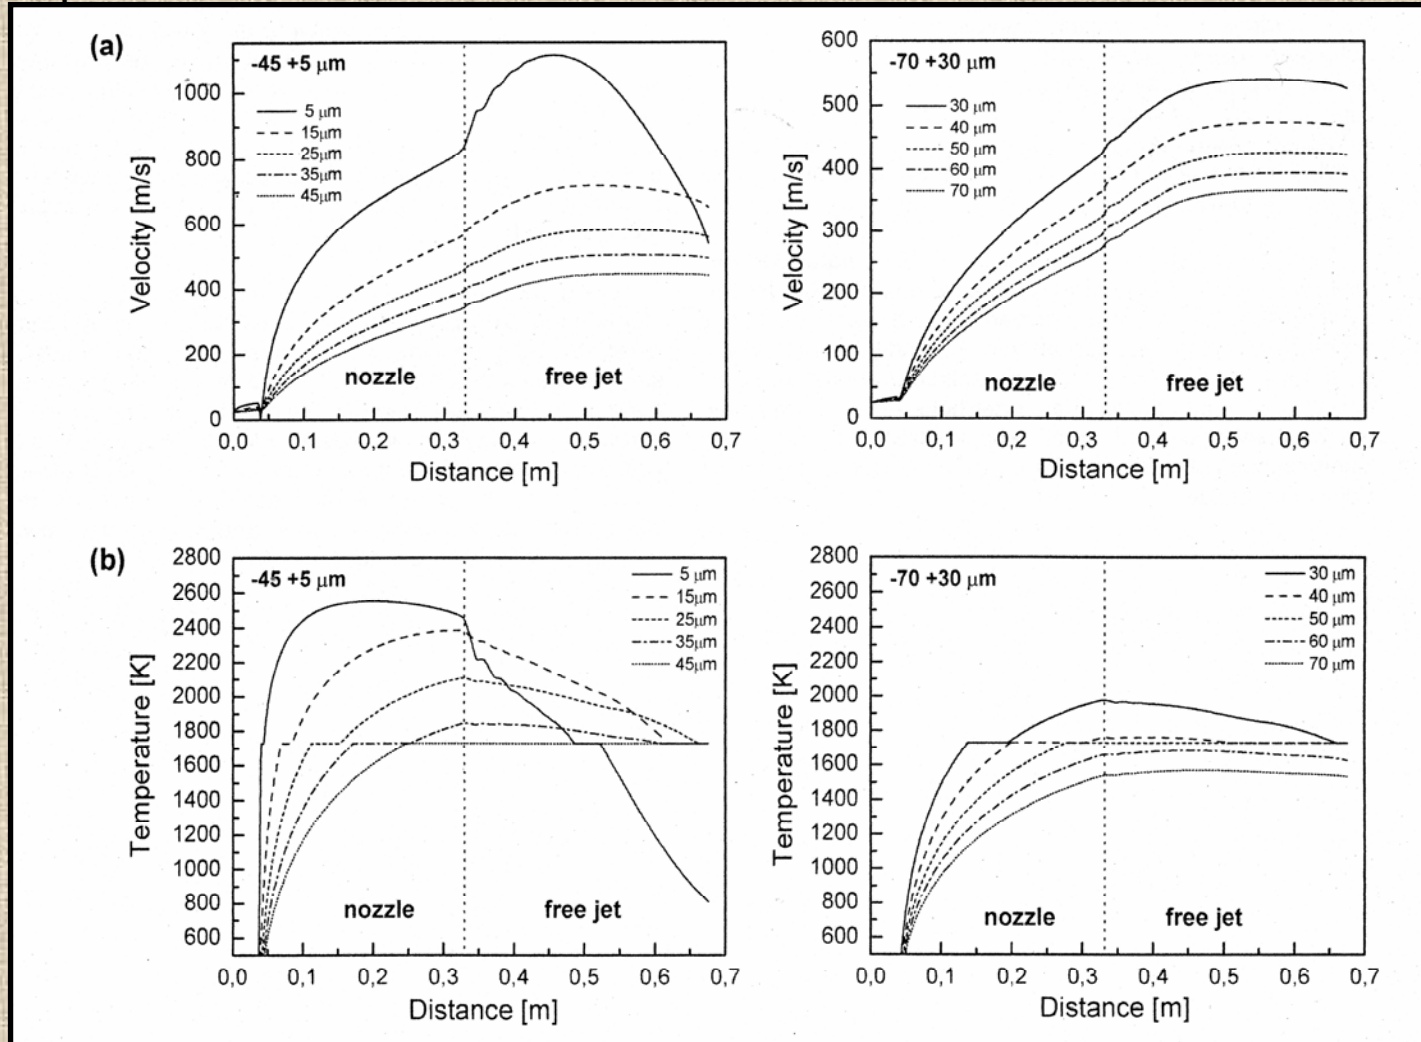 (a)
-45 +5 μm
5 μm
15μm
25μm
35μm
45μm
Velocity [m/s]
1000
800
600
400
200
0
nozzle
free jet
0,0 0,1 0,2 0,3 0,4 0,5 0,6 0,7
Distance [m]
-70 +30 μm
30 μm
40 μm
50 μm
60 μm
70 μm
Velocity [m/s]
600
500
400
300
200
100
0
nozzle
free jet
0,0 0,1 0,2 0,3 0,4 0,5 0,6 0,7
Distance [m]
(b)
-45 +5 μm
5 μm
15μm
25μm
35μm
45μm
Temperature [K]
2800
2600
2400
2200
2000
1800
1600
1400
1200
1000
800
600
nozzle
free jet
0,0 0,1 0,2 0,3 0,4 0,5 0,6 0,7
Distance [m]
-70 +30 μm
30 μm
40 μm
50 μm
60 μm
70 μm
Temperature [K]
2800
2600
2400
2200
2000
1800
1600
1400
1200
1000
800
600
nozzle
free jet
0,0 0,1 0,2 0,3 0,4 0,5 0,6 0,7
Distance [m]